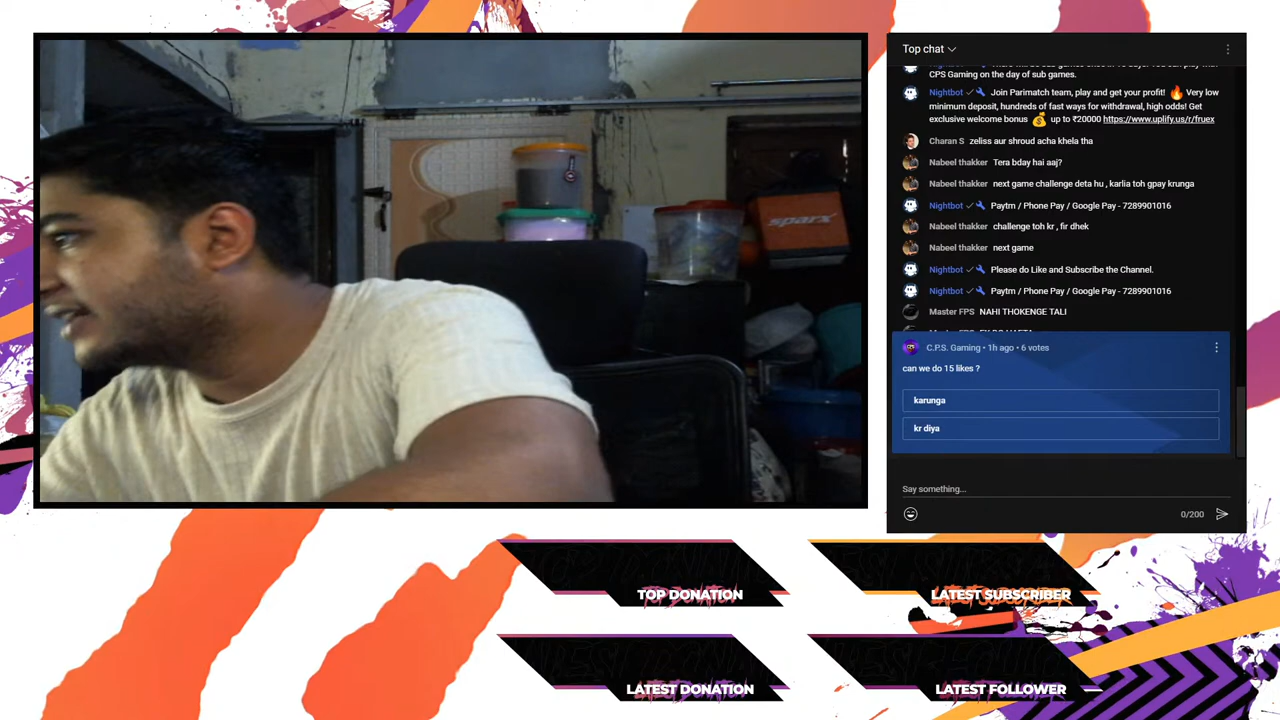 Top chat
CPS Gaming on the day of sub games.
Nightbot Join Parimatch team, play and get your profit! 🔥 Very low
minimum deposit, hundreds of fast ways for withdrawal, high odds! Get
exclusive welcome bonus 💰 up to ₹20000 https://www.uplify.us/r/fruex
Charan S zeliss aur shroud acha khela tha
Nabeel thakker Tera bday hai aaj?
Nabeel thakker next game challenge deta hu , karlia toh gpay krunga
Nightbot Paytm / Phone Pay / Google Pay - 7289901016
Nabeel thakker challenge toh kr , fir dhek
Nabeel thakker next game
Nightbot Please do Like and Subscribe the Channel.
Nightbot Paytm / Phone Pay / Google Pay - 7289901016
Master FPS NAHI THOKENGE TALI
C.P.S. Gaming • 1h ago • 6 votes
can we do 15 likes ?
karunga
kr diya
Say something...
0/200
sparx
TOP DONATION
LATEST SUBSCRIBER
LATEST DONATION
LATEST FOLLOWER